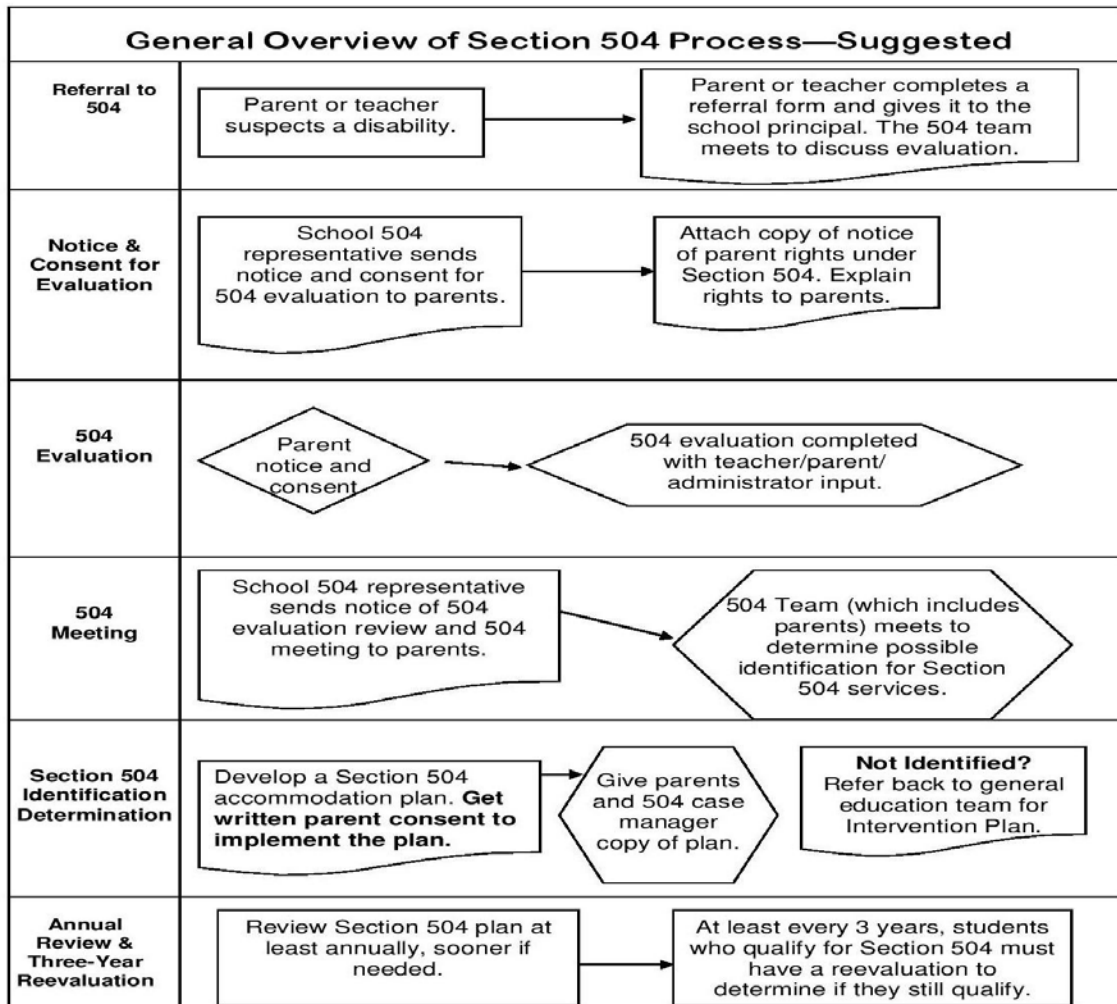 General Overview of Section 504 Process—Suggested
Referral to
504
Parent or teacher
suspects a disability.
Parent or teacher completes a
referral form and gives it to the
school principal. The 504 team
meets to discuss evaluation.
Notice &
Consent for
Evaluation
School 504
representative sends
notice and consent for
504 evaluation to parents.
Attach copy of notice
of parent rights under
Section 504. Explain
rights to parents.
504
Evaluation
Parent
notice and
consent.
504 evaluation completed
with teacher/parent/
administrator input.
504
Meeting
School 504 representative
sends notice of 504
evaluation review and 504
meeting to parents.
504 Team (which includes
parents) meets to
determine possible
identification for Section
504 services.
Section 504
Identification
Determination
Develop a Section 504
accommodation plan. Get
written parent consent to
implement the plan.
Give parents
and 504 case
manager
copy of plan.
Not Identified?
Refer back to general
education team for
Intervention Plan.
Annual
Review &
Three-Year
Reevaluation
Review Section 504 plan at
least annually, sooner if
needed.
At least every 3 years, students
who qualify for Section 504 must
have a reevaluation to
determine if they still qualify.